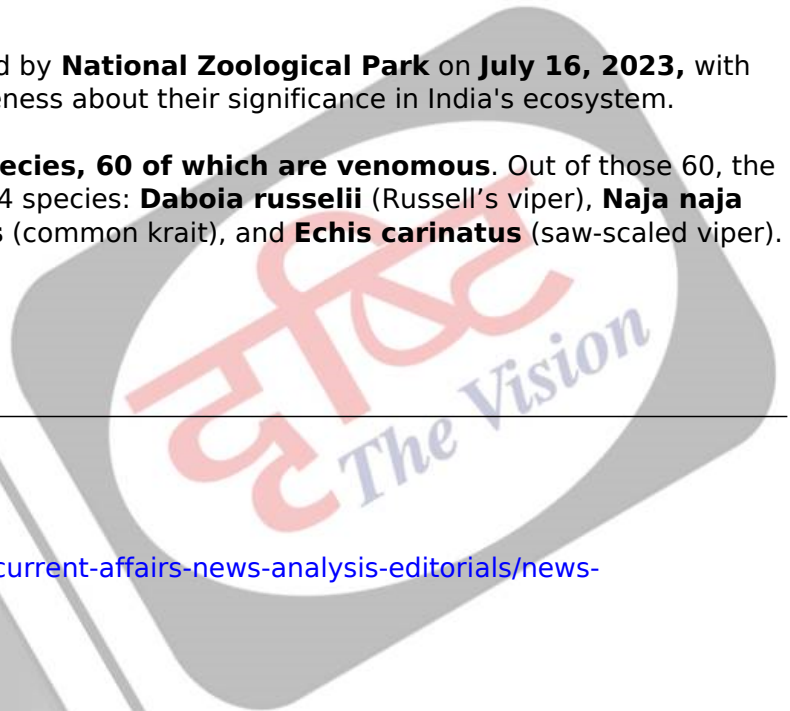 d by National Zoological Park on July 16, 2023, with
eness about their significance in India's ecosystem.
ecies, 60 of which are venomous. Out of those 60, the
4 species: Daboia russelii (Russell’s viper), Naja naja
s (common krait), and Echis carinatus (saw-scaled viper).
दृष्टि
The Vision
current-affairs-news-analysis-editorials/news-